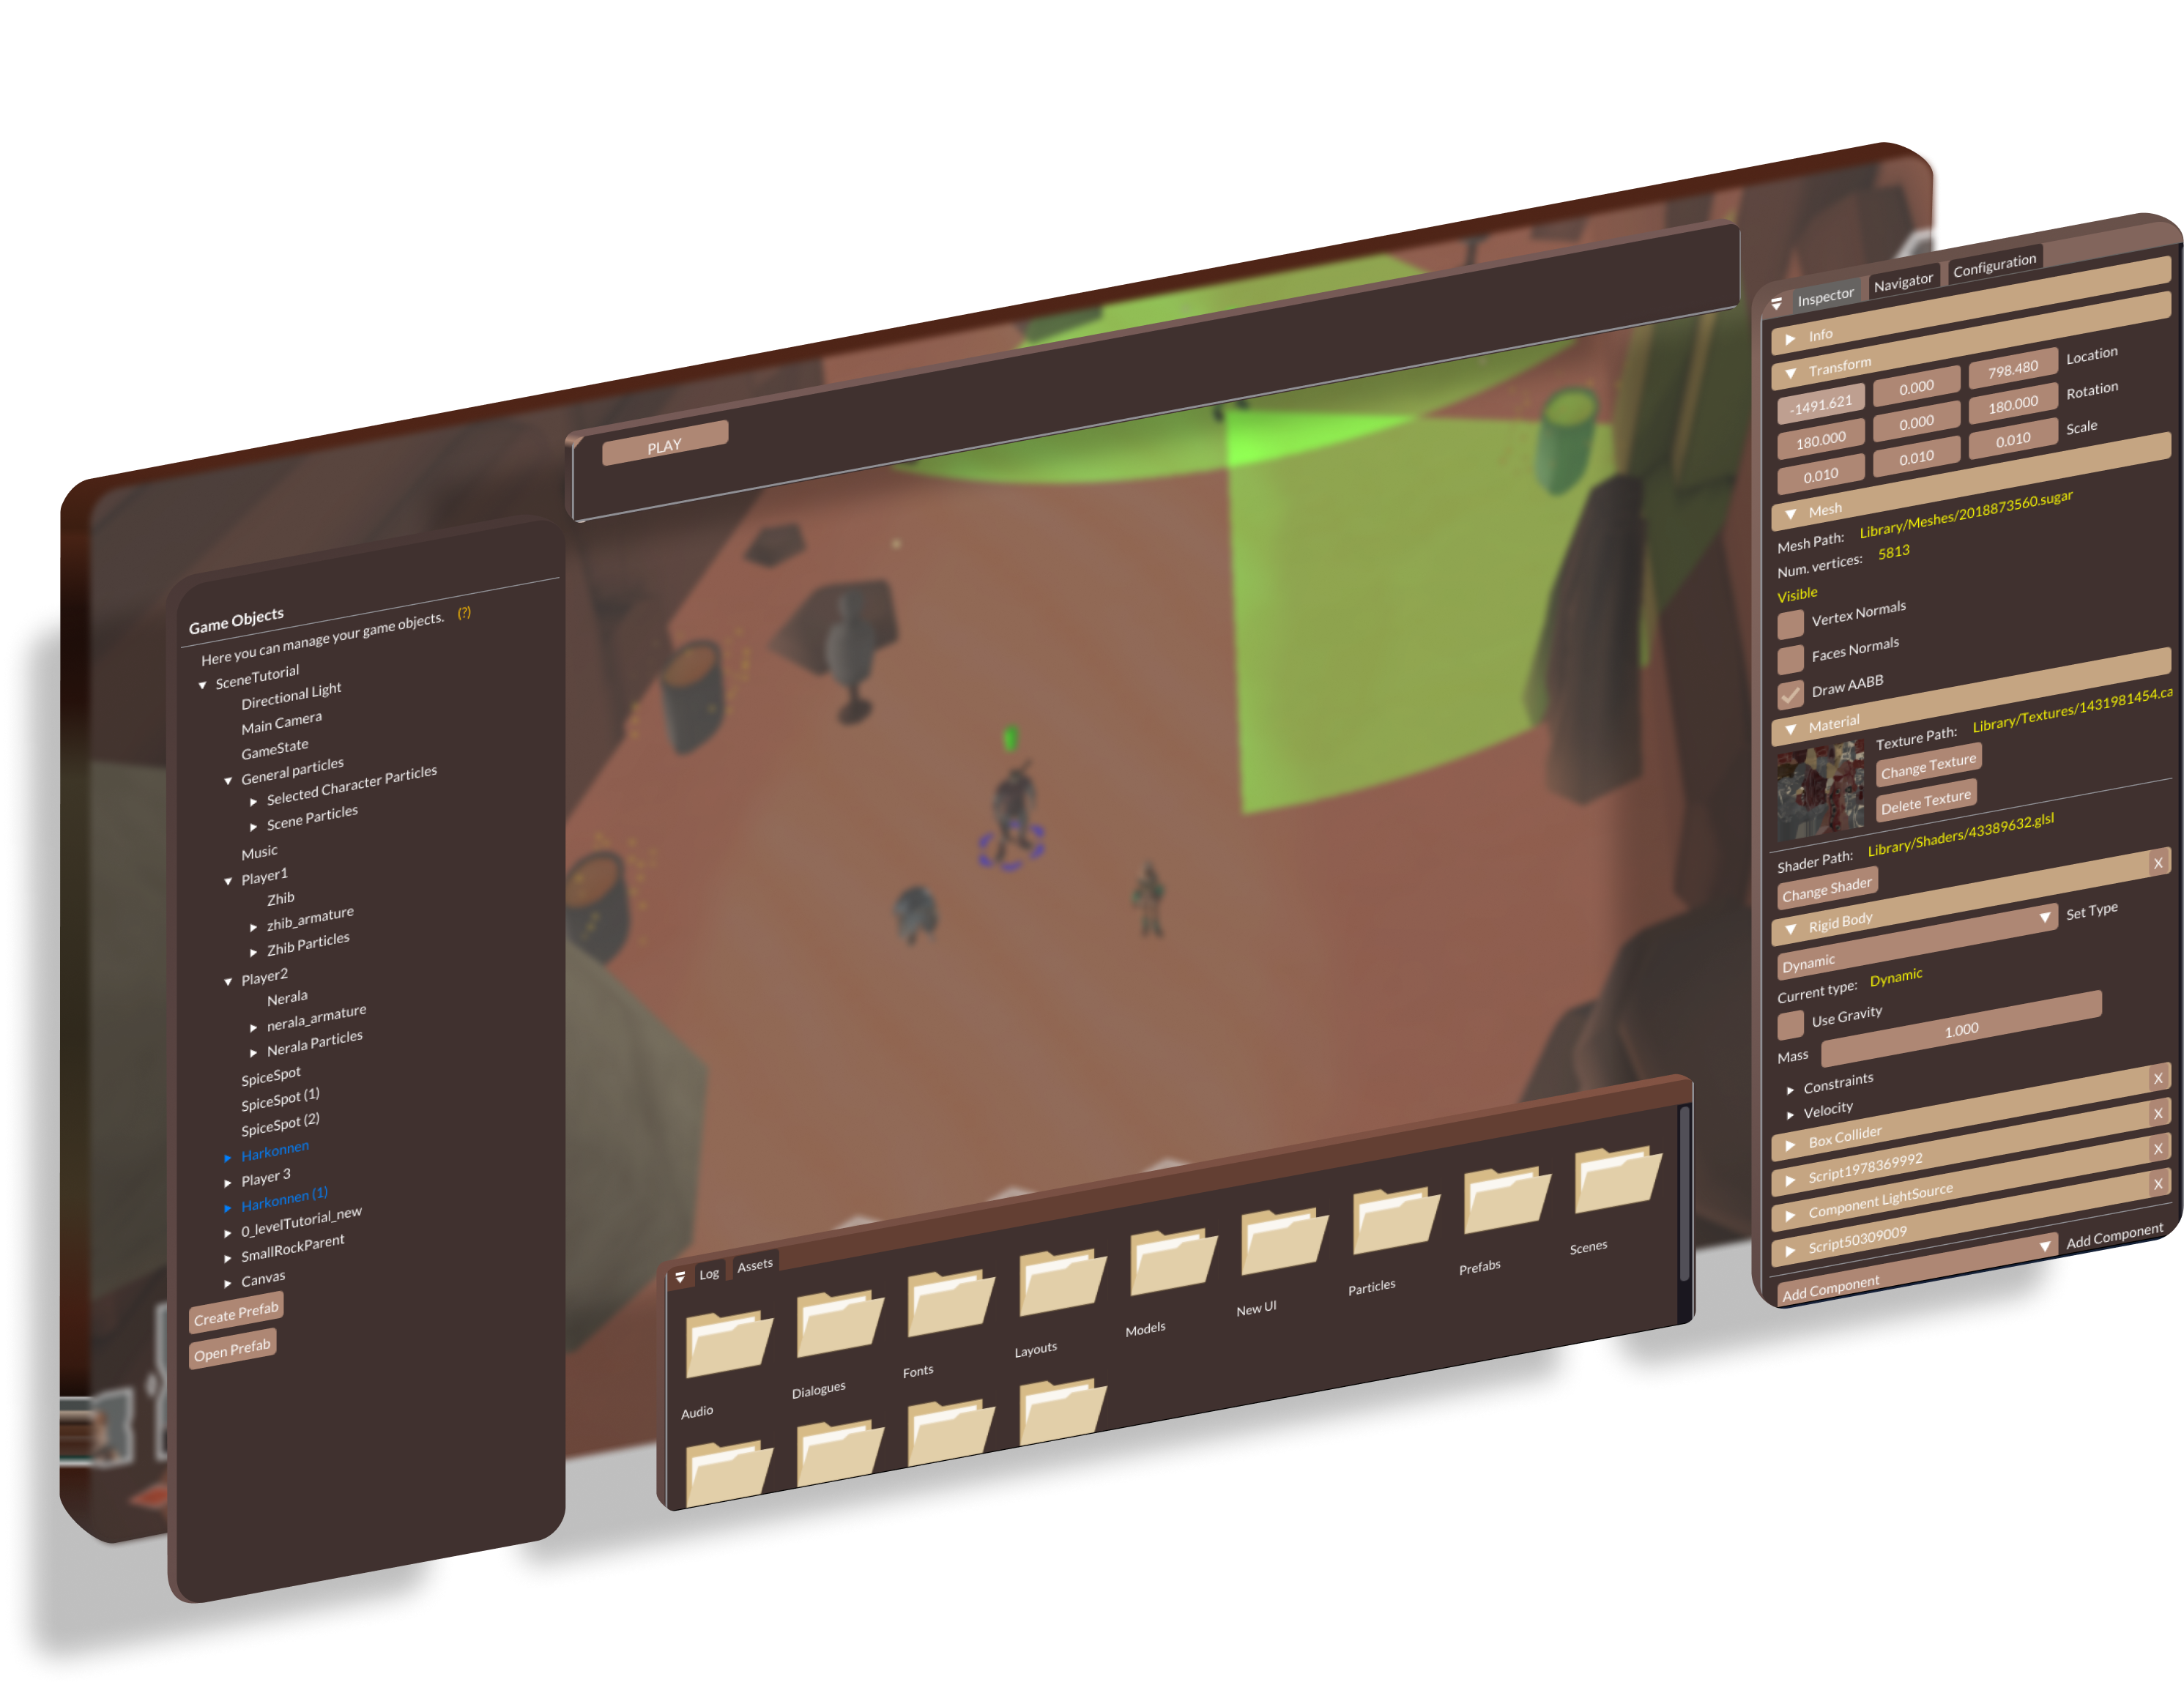 PLAY
Game Objects
Here you can manage your game objects. (?)
SceneTutorial
Directional Light
Main Camera
GameState
General particles
Selected Character Particles
Scene Particles
Music
Player1
Zhib
zhib_armature
Zhib Particles
Player2
Nerala
nerala_armature
Nerala Particles
SpiceSpot
SpiceSpot (1)
SpiceSpot (2)
Harkonnen
Player 3
Harkonnen (1)
0_levelTutorial_new
SmallRockParent
Canvas
Create Prefab
Open Prefab
Log Assets
Audio Dialogues Fonts Layouts Models New UI Particles Prefabs Scenes
Inspector Navigator Configuration
Info
Transform
-1491.621 0.000 798.480 Location
180.000 0.000 180.000 Rotation
0.010 0.010 0.010 Scale
Mesh
Mesh Path: Library/Meshes/2018873560.sugar
Num. vertices: 5813
Visible
Vertex Normals
Faces Normals
Draw AABB
Material
Texture Path: Library/Textures/1431981454.ca
Change Texture
Delete Texture
Shader Path: Library/Shaders/43389632.glsl
Change Shader
Rigid Body X
Dynamic Set Type
Current type: Dynamic
Use Gravity
Mass 1.000
Constraints
Velocity
Box Collider X
Script1978369992 X
Component LightSource X
Script50309009 X
Add Component Add Component